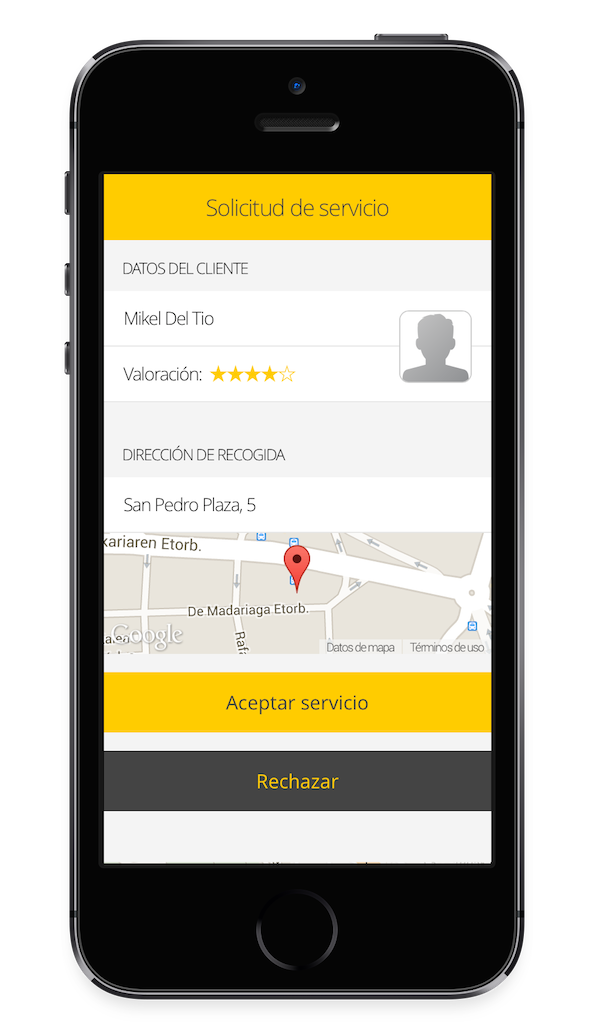 Solicitud de servicio
DATOS DEL CLIENTE
Mikel Del Tio
Valoración: ★★★★☆
DIRECCIÓN DE RECOGIDA
San Pedro Plaza, 5
xariaren Etorb.
De Madariaga Etorb.
Rafa
Google
Datos de mapa
Términos de uso
Aceptar servicio
Rechazar